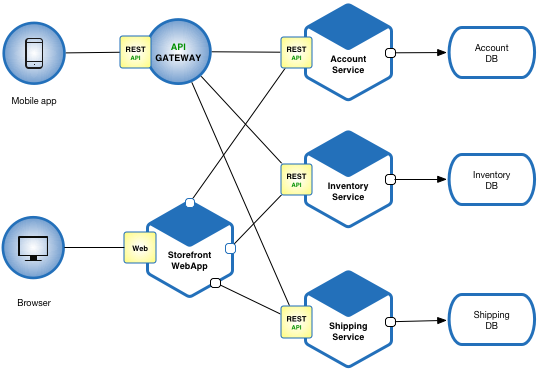 REST
API
API
GATEWAY
REST
API
Account
Service
Account
DB
Mobile app
REST
API
Inventory
Service
Inventory
DB
Web
Storefront
WebApp
Browser
REST
API
Shipping
Service
Shipping
DB